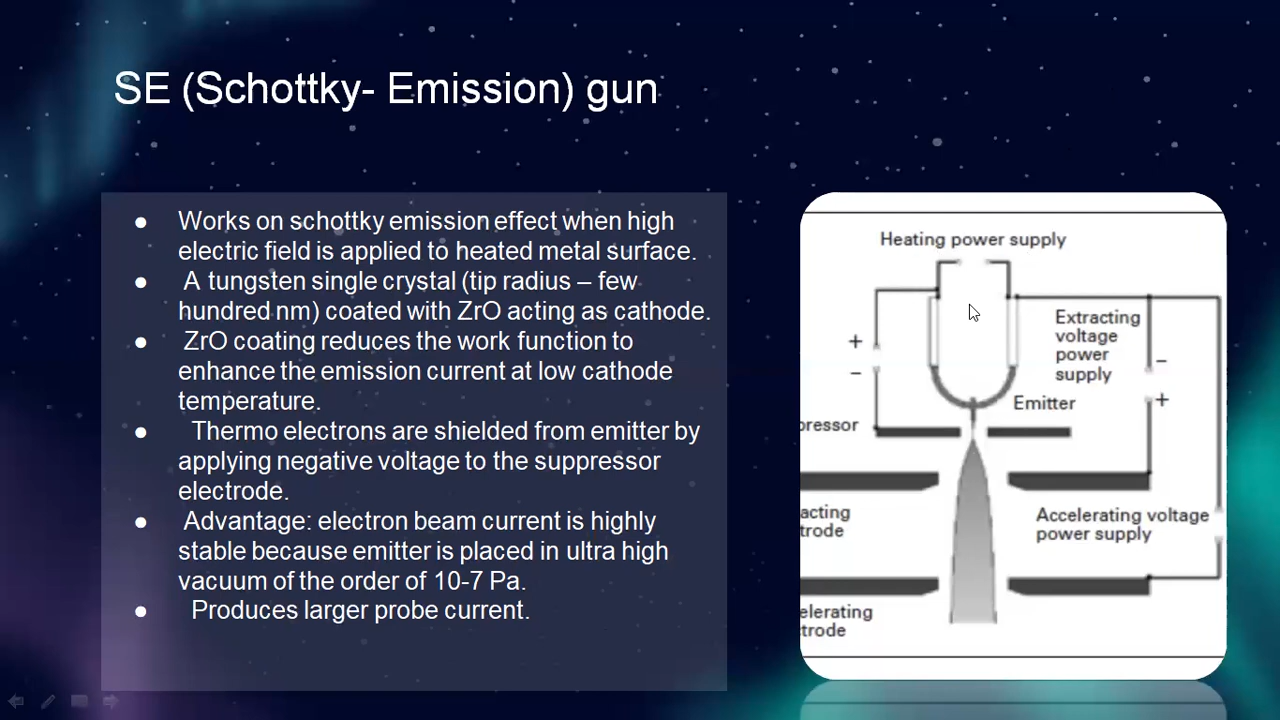 SE (Schottky- Emission) gun
● Works on schottky emission effect when high
electric field is applied to heated metal surface.
● A tungsten single crystal (tip radius – few
hundred nm) coated with ZrO acting as cathode.
● ZrO coating reduces the work function to
enhance the emission current at low cathode
temperature.
● Thermo electrons are shielded from emitter by
applying negative voltage to the suppressor
electrode.
● Advantage: electron beam current is highly
stable because emitter is placed in ultra high
vacuum of the order of 10-7 Pa.
● Produces larger probe current.
Heating power supply
Extracting
voltage
power
supply
+
−
−
+
Emitter
pressor
acting
trode
Accelerating voltage
power supply
elerating
ctrode